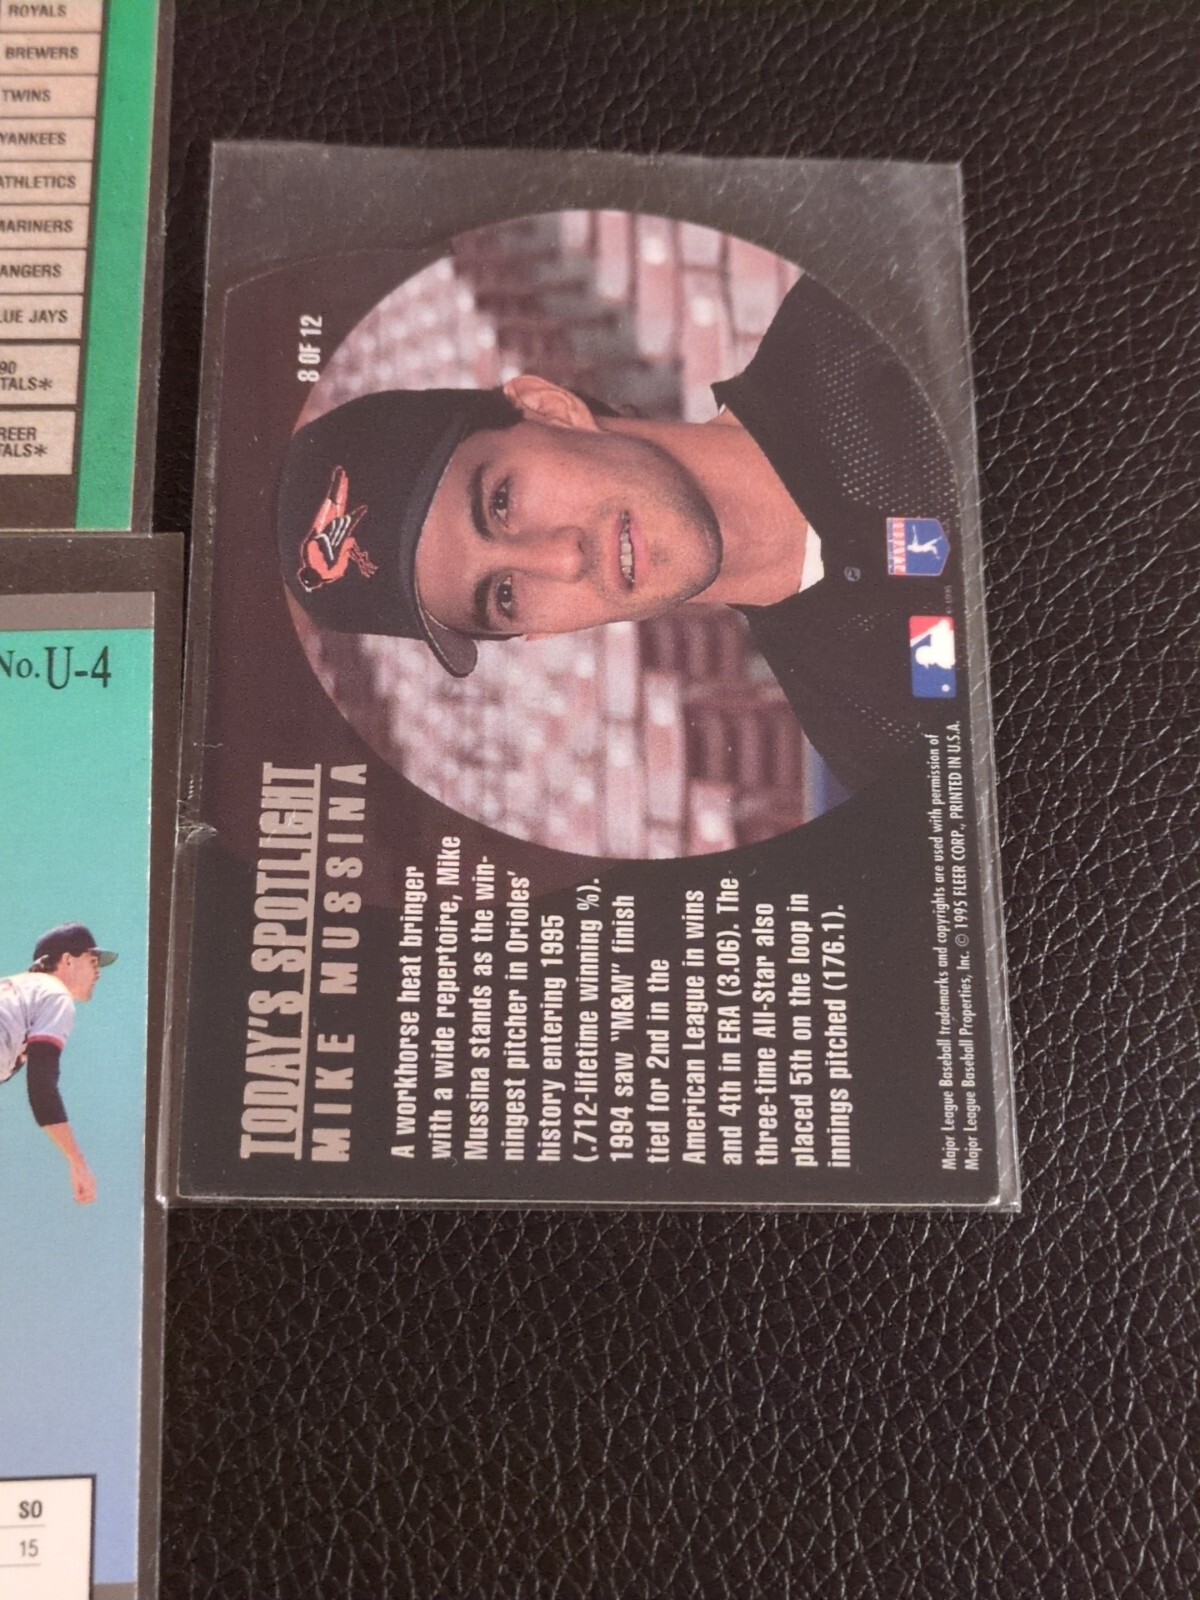 ROYALS
BREWERS
TWINS
YANKEES
ATHLETICS
MARINERS
ANGERS
LUE JAYS
90
TALS*
REER
TALS*
No. U-4
SO
15
8 OF 12
TODAY'S SPOTLIGHT
MIKE MUSSINA
A workhorse heat bringer
with a wide repertoire, Mike
Mussina stands as the win-
ningest pitcher in Orioles'
history entering 1995
(.712-lifetime winning %).
1994 saw "M&M" finish
tied for 2nd in the
American League in wins
and 4th in ERA (3.06). The
three-time All-Star also
placed 5th on the loop in
innings pitched (176.1).
Major League Baseball trademarks and copyrights are used with permission of
Major League Baseball Properties, Inc. © 1995 FLEER CORP., PRINTED IN U.S.A.